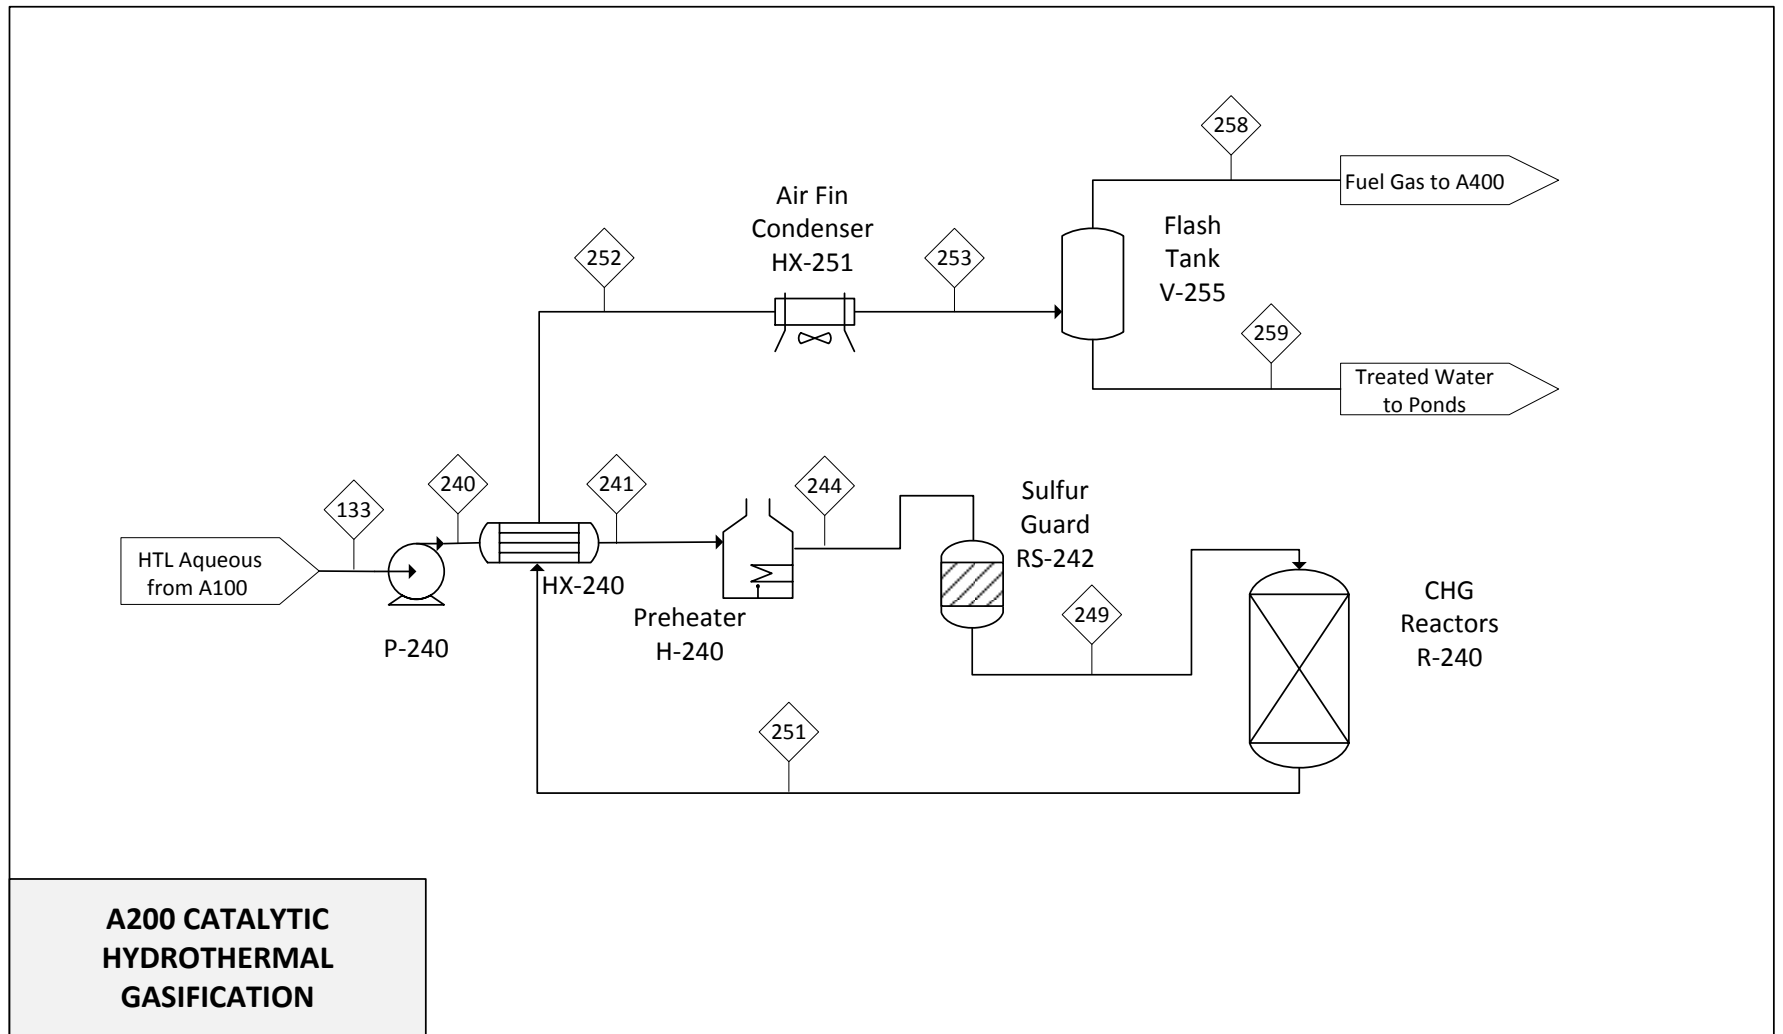 258
Fuel Gas to A400
Air Fin
Condenser
HX-251
252
253
Flash
Tank
V-255
259
Treated Water
to Ponds
133
240
241
244
HTL Aqueous
from A100
P-240
HX-240
Preheater
H-240
Sulfur
Guard
RS-242
249
CHG
Reactors
R-240
251
A200 CATALYTIC
HYDROTHERMAL
GASIFICATION